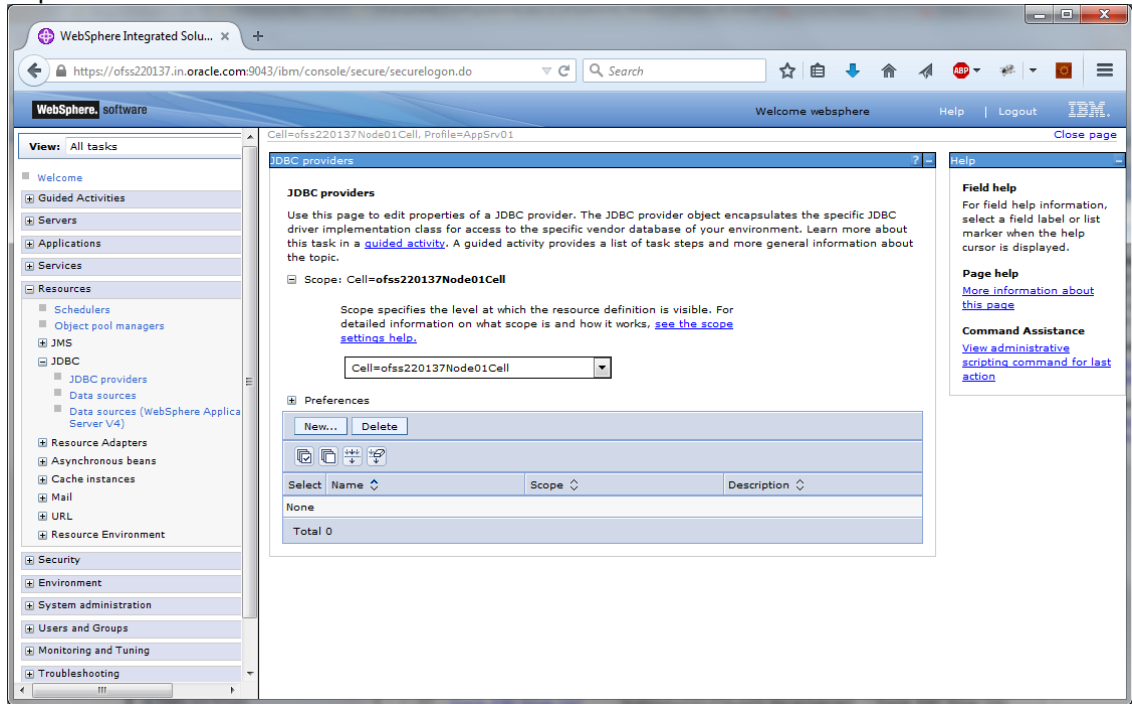 WebSphere Integrated Solu... × +
https://ofss220137.in.oracle.com:9043/ibm/console/secure/securelogon.do
Search
ABP
WebSphere. software
Welcome websphere
Help | Logout
IBM.
View: All tasks
Welcome
Guided Activities
Servers
Applications
Services
Resources
Schedulers
Object pool managers
JMS
JDBC
JDBC providers
Data sources
Data sources (WebSphere Applica
Server V4)
Resource Adapters
Asynchronous beans
Cache instances
Mail
URL
Resource Environment
Security
Environment
System administration
Users and Groups
Monitoring and Tuning
Troubleshooting
Cell=ofss220137Node01Cell, Profile=AppSrv01
Close page
JDBC providers ? -
JDBC providers
Use this page to edit properties of a JDBC provider. The JDBC provider object encapsulates the specific JDBC
driver implementation class for access to the specific vendor database of your environment. Learn more about
this task in a guided activity. A guided activity provides a list of task steps and more general information about
the topic.
Scope: Cell=ofss220137Node01Cell
Scope specifies the level at which the resource definition is visible. For
detailed information on what scope is and how it works, see the scope
settings help.
Cell=ofss220137Node01Cell
Preferences
New... Delete
Select Name Scope Description
None
Total 0
Help -
Field help
For field help information,
select a field label or list
marker when the help
cursor is displayed.
Page help
More information about
this page
Command Assistance
View administrative
scripting command for last
action